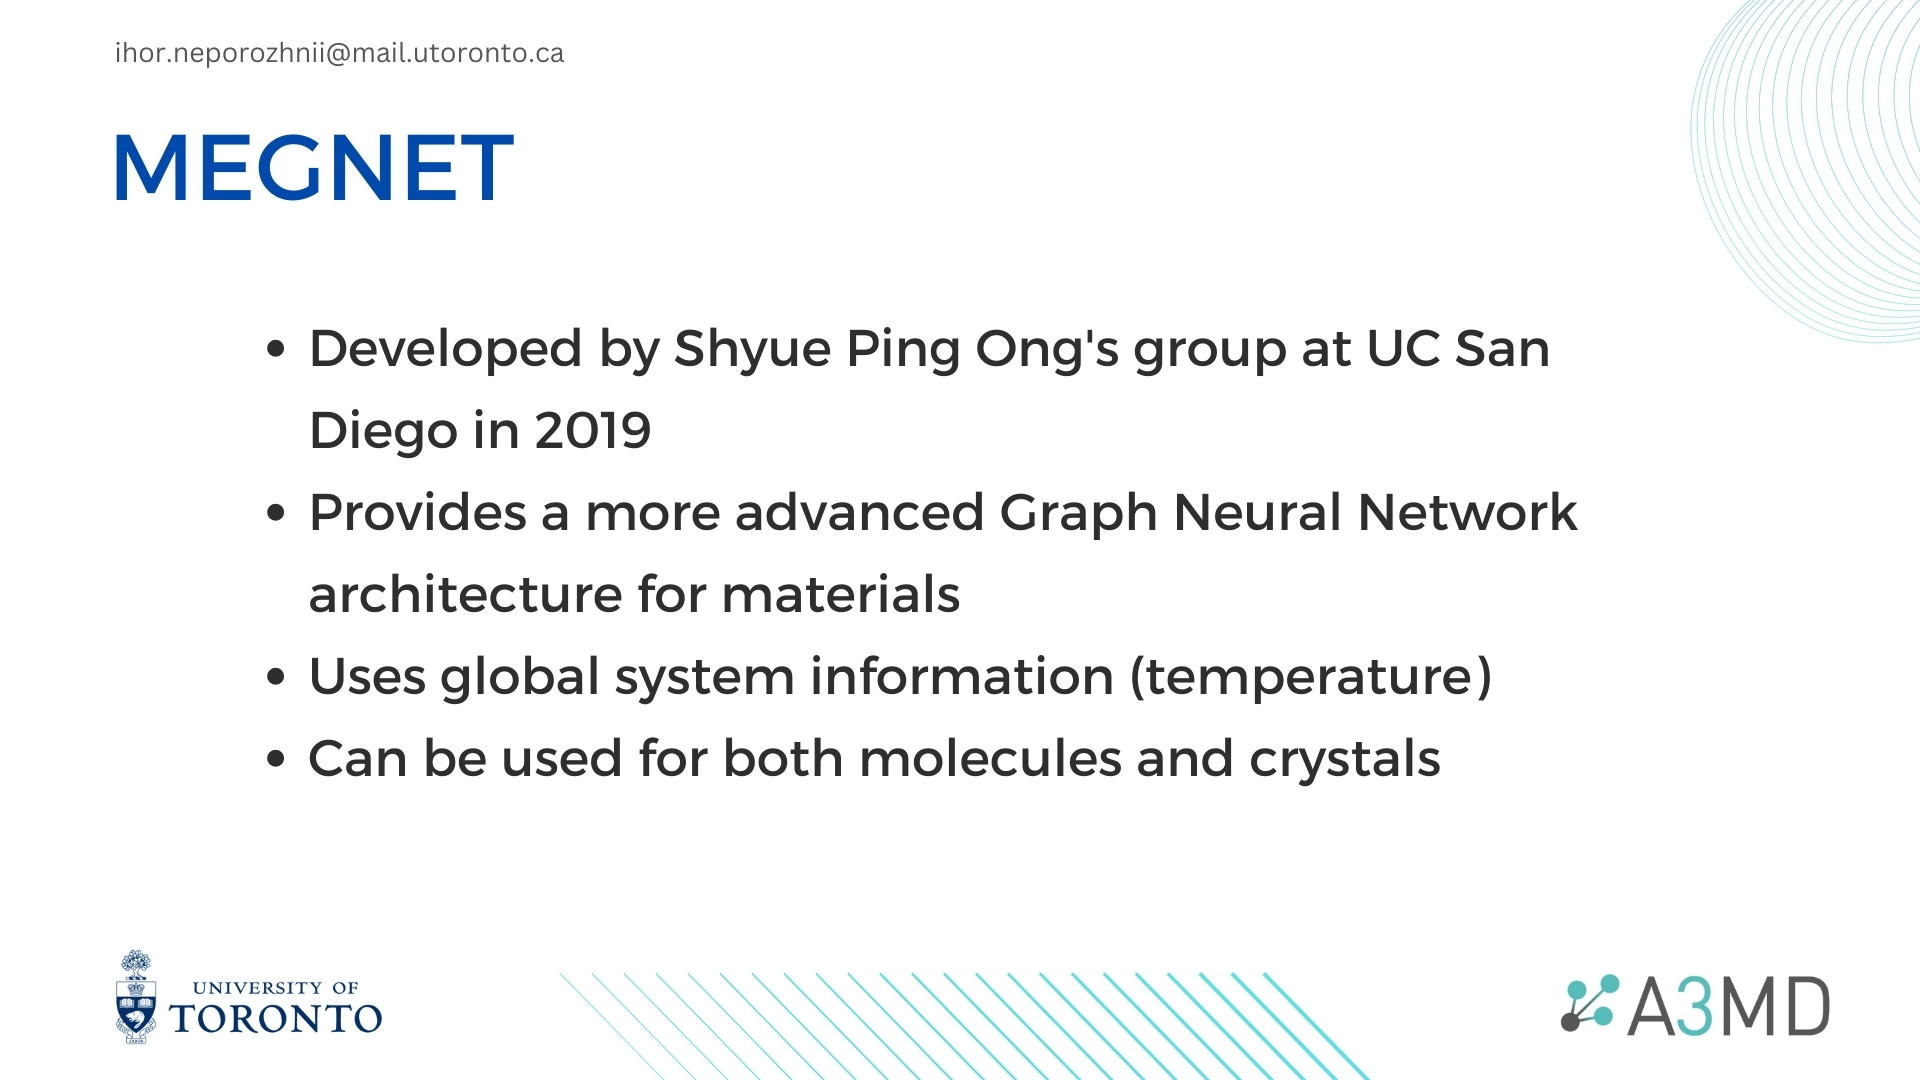 ihor.neporozhnii@mail.utoronto.ca
MEGNET
• Developed by Shyue Ping Ong's group at UC San
Diego in 2019
• Provides a more advanced Graph Neural Network
architecture for materials
• Uses global system information (temperature)
• Can be used for both molecules and crystals
UNIVERSITY OF
TORONTO
A3MD